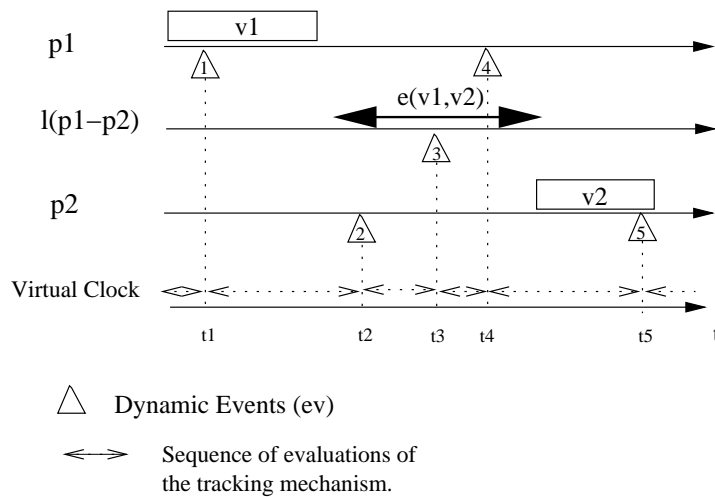 v1
p1
1
4
e(v1,v2)
l(p1−p2)
3
v2
p2
2
5
Virtual Clock
t1 t2 t3 t4 t5 t
Dynamic Events (ev)
Sequence of evaluations of
the tracking mechanism.